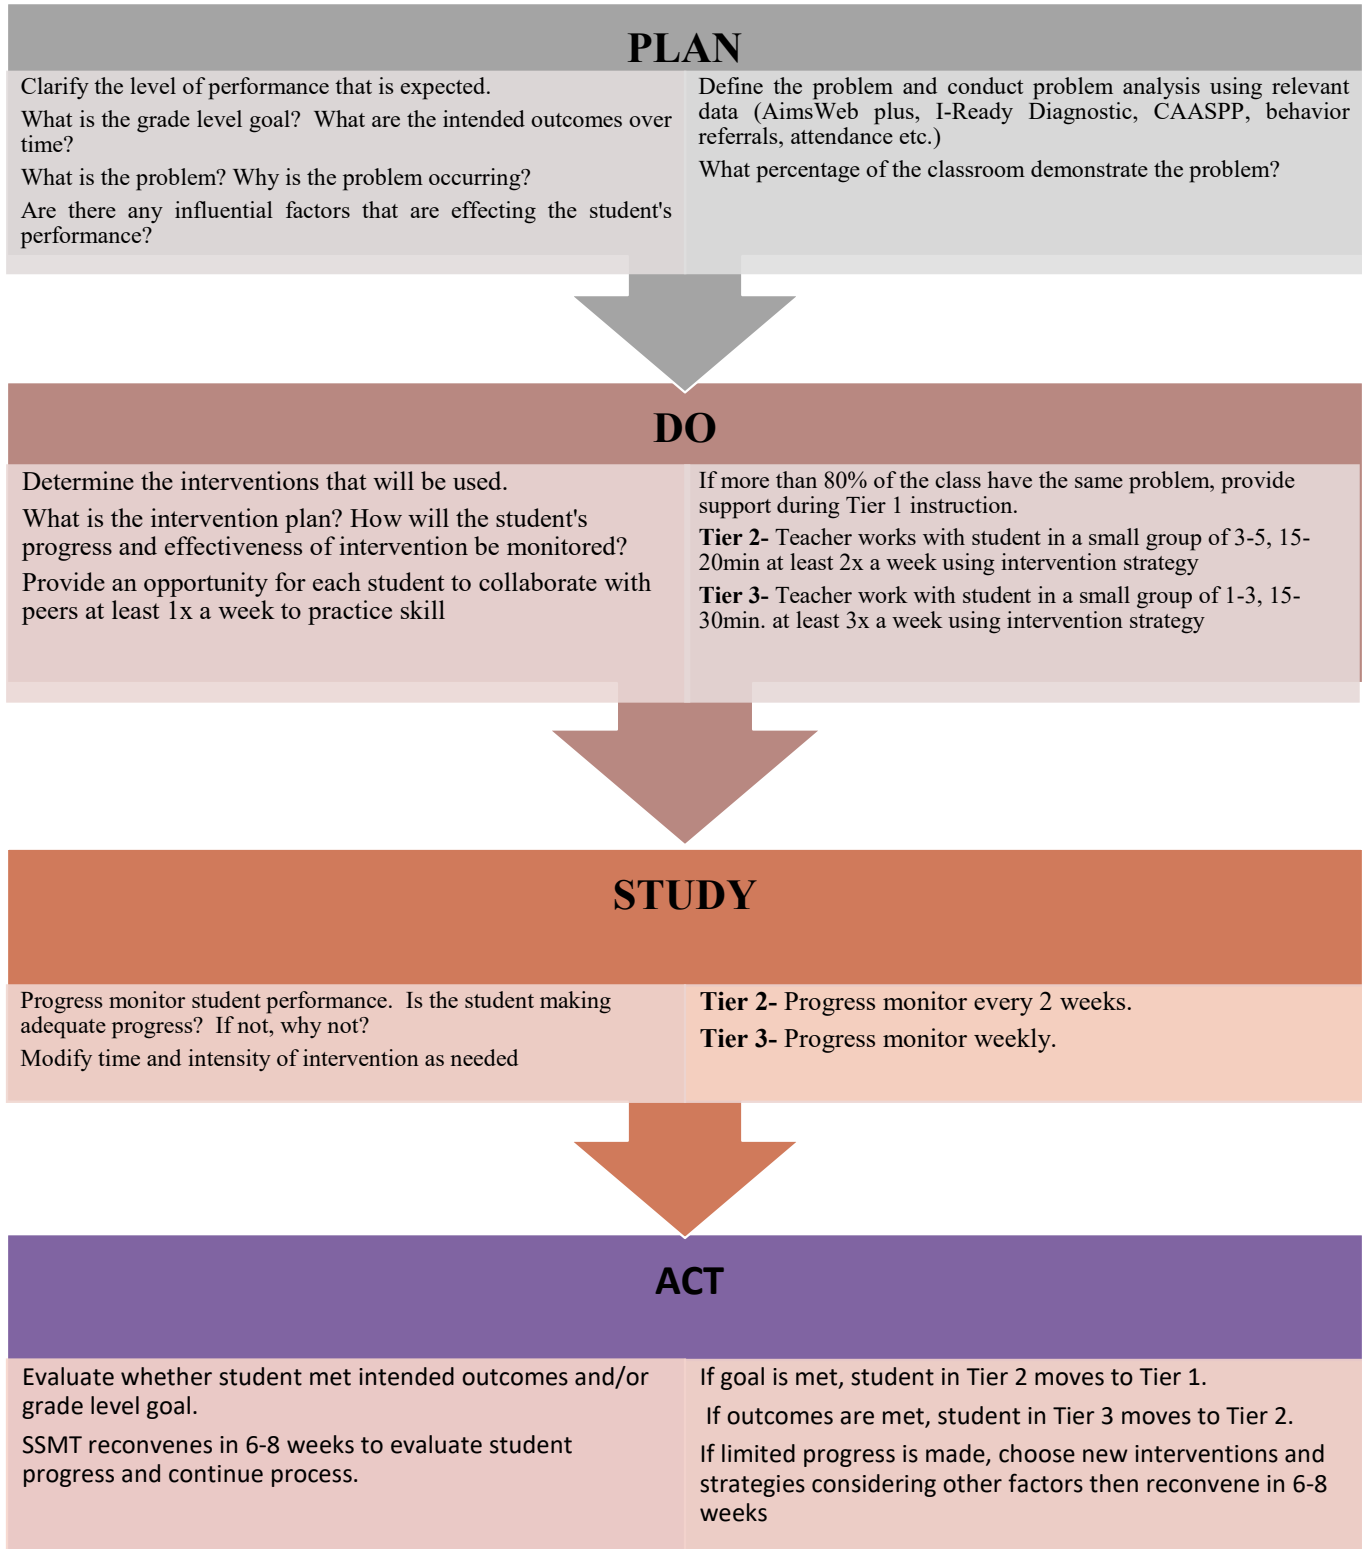 PLAN
Clarify the level of performance that is expected.
What is the grade level goal?  What are the intended outcomes over
time?
What is the problem? Why is the problem occurring?
Are there any influential factors that are effecting the student's
performance?
Define the problem and conduct problem analysis using relevant
data (AimsWeb plus, I-Ready Diagnostic, CAASPP, behavior
referrals, attendance etc.)
What percentage of the classroom demonstrate the problem?
DO
Determine the interventions that will be used.
What is the intervention plan? How will the student's
progress and effectiveness of intervention be monitored?
Provide an opportunity for each student to collaborate with
peers at least 1x a week to practice skill
If more than 80% of the class have the same problem, provide
support during Tier 1 instruction.
Tier 2- Teacher works with student in a small group of 3-5, 15-
20min at least 2x a week using intervention strategy
Tier 3- Teacher work with student in a small group of 1-3, 15-
30min. at least 3x a week using intervention strategy
STUDY
Progress monitor student performance.  Is the student making
adequate progress?  If not, why not?
Modify time and intensity of intervention as needed
Tier 2- Progress monitor every 2 weeks.
Tier 3- Progress monitor weekly.
ACT
Evaluate whether student met intended outcomes and/or
grade level goal.
SSMT reconvenes in 6-8 weeks to evaluate student
progress and continue process.
If goal is met, student in Tier 2 moves to Tier 1.
If outcomes are met, student in Tier 3 moves to Tier 2.
If limited progress is made, choose new interventions and
strategies considering other factors then reconvene in 6-8
weeks